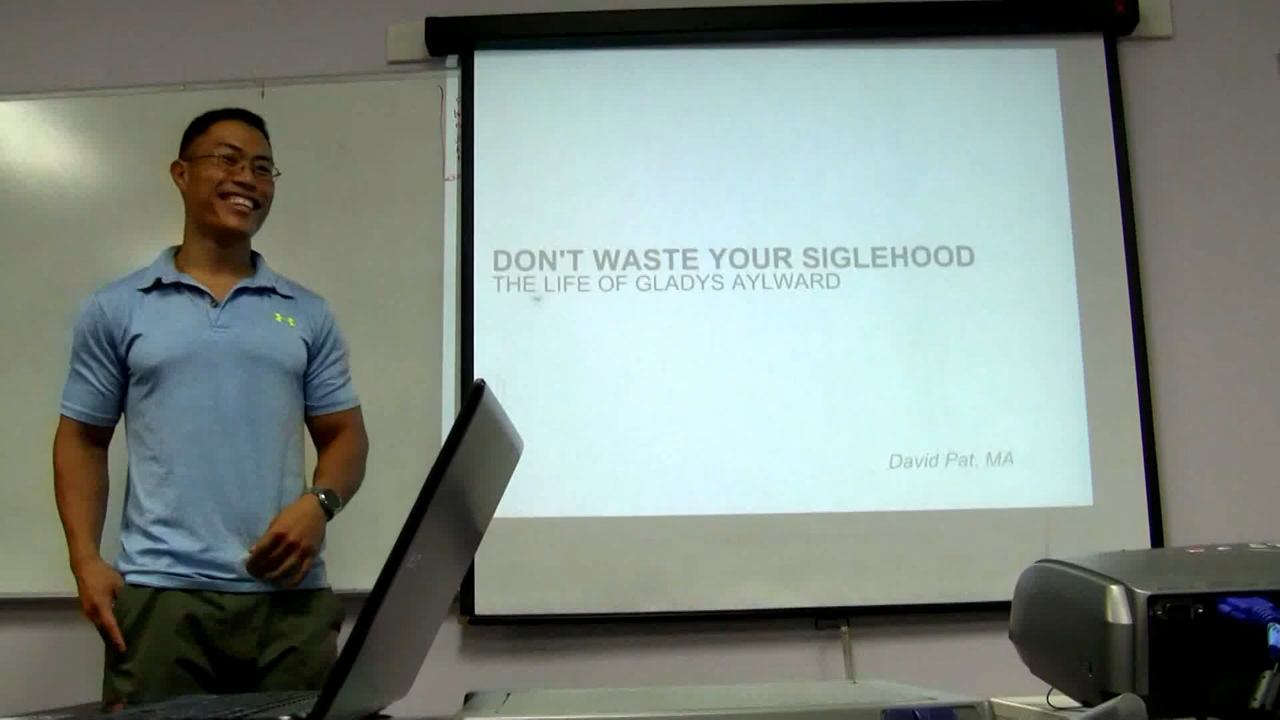 DON'T WASTE YOUR SIGLEHOOD
THE LIFE OF GLADYS AYLWARD
David Pat, MA